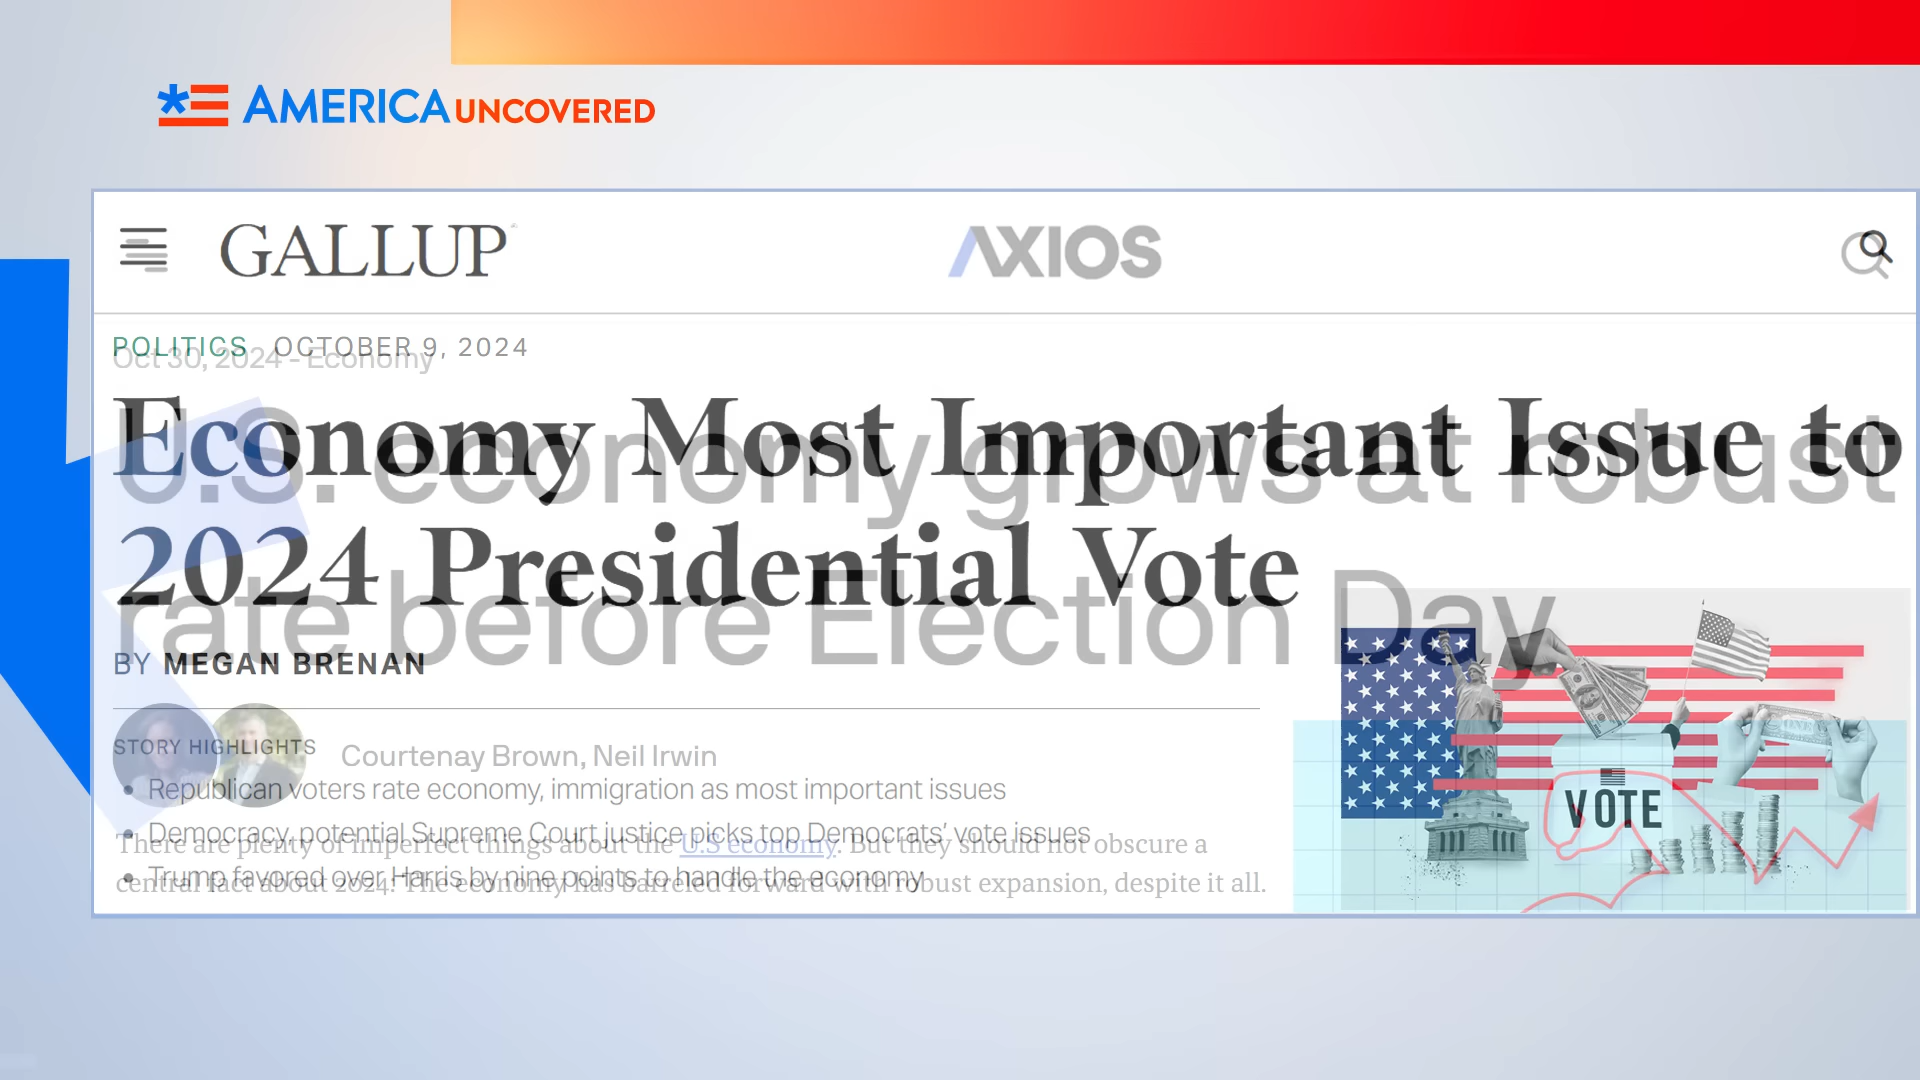 AMERICA UNCOVERED
GALLUP
AXIOS
POLITICS OCTOBER 9, 2024
Oct 30, 2024 - Economy
Economy Most Important Issue to
2024 Presidential Vote
U.S. economy grows at robust
rate before Election Day
BY MEGAN BRENAN
STORY HIGHLIGHTS
Courtenay Brown, Neil Irwin
Republican voters rate economy, immigration as most important issues
Democracy, potential Supreme Court justice picks top Democrats' vote issues
Trump favored over Harris by nine points to handle the economy
There are plenty of imperfect things about the U.S economy. But they should not obscure a
central fact about 2024: The economy has barreled forward with robust expansion, despite it all.
VOTE